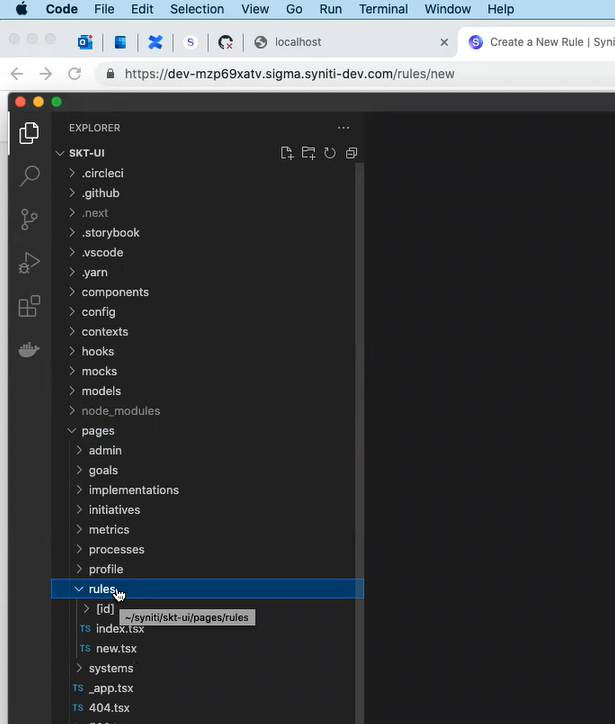 Code File Edit Selection View Go Run Terminal Window Help
localhost
Create a New Rule | Syni
https://dev-mzp69xatv.sigma.syniti-dev.com/rules/new
EXPLORER
SKT-UI
.circleci
.github
.next
.storybook
.vscode
.yarn
components
config
contexts
hooks
mocks
models
node_modules
pages
admin
goals
implementations
initiatives
metrics
processes
profile
rules
[id]
~/syniti/skt-ui/pages/rules
TS index.tsx
TS new.tsx
systems
TS _app.tsx
TS 404.tsx